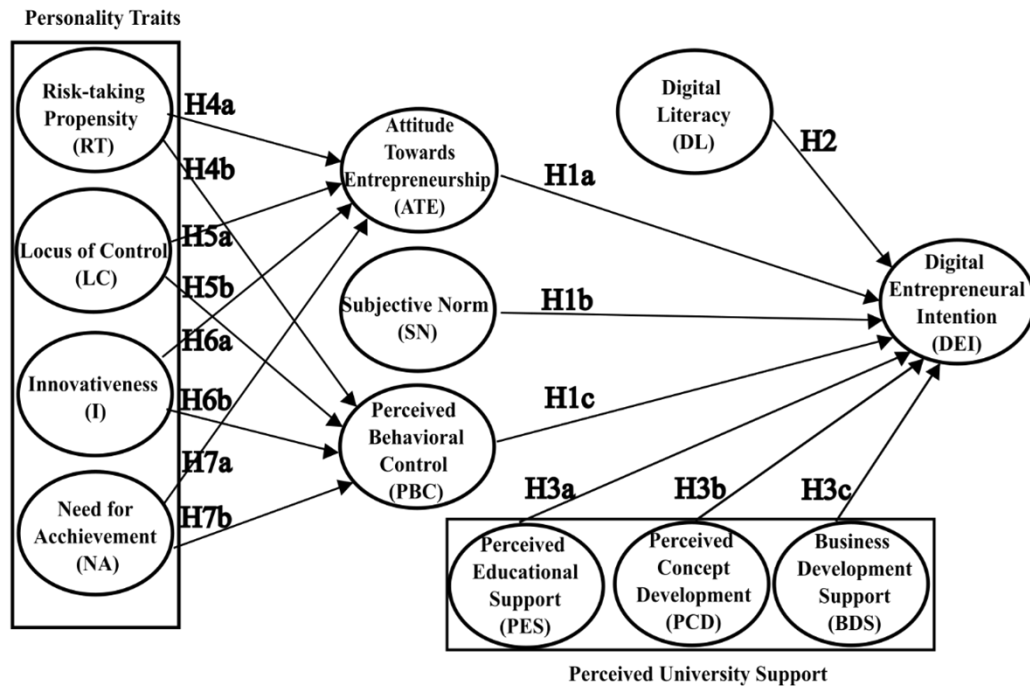 Personality Traits
Risk-taking
Propensity
(RT)
Locus of Control
(LC)
Innovativeness
(I)
Need for
Acchievement
(NA)
H4a
H4b
H5a
H5b
H6a
H6b
H7a
H7b
Attitude
Towards
Entrepreneurship
(ATE)
Subjective Norm
(SN)
Perceived
Behavioral
Control
(PBC)
Digital
Literacy
(DL)
H2
H1a
H1b
H1c
H3a
H3b
H3c
Digital
Entrepreneural
Intention
(DEI)
Perceived
Educational
Support
(PES)
Perceived
Concept
Development
(PCD)
Business
Development
Support
(BDS)
Perceived University Support